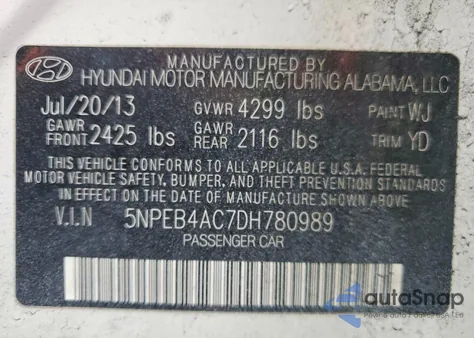 MANUFACTURED BY
HYUNDAI MOTOR MANUFACTURING ALABAMA, LLC
Jul/20/13 GVWR 4299 lbs PAINT WJ
GAWR FRONT 2425 lbs GAWR REAR 2116 lbs TRIM YD
THIS VEHICLE CONFORMS TO ALL APPLICABLE U.S.A. FEDERAL
MOTOR VEHICLE SAFETY, BUMPER, AND THEFT PREVENTION STANDARDS
IN EFFECT ON THE DATE OF MANUFACTURE SHOWN ABOVE.
V.I.N 5NPEB4AC7DH780989
PASSENGER CAR
autoSnap